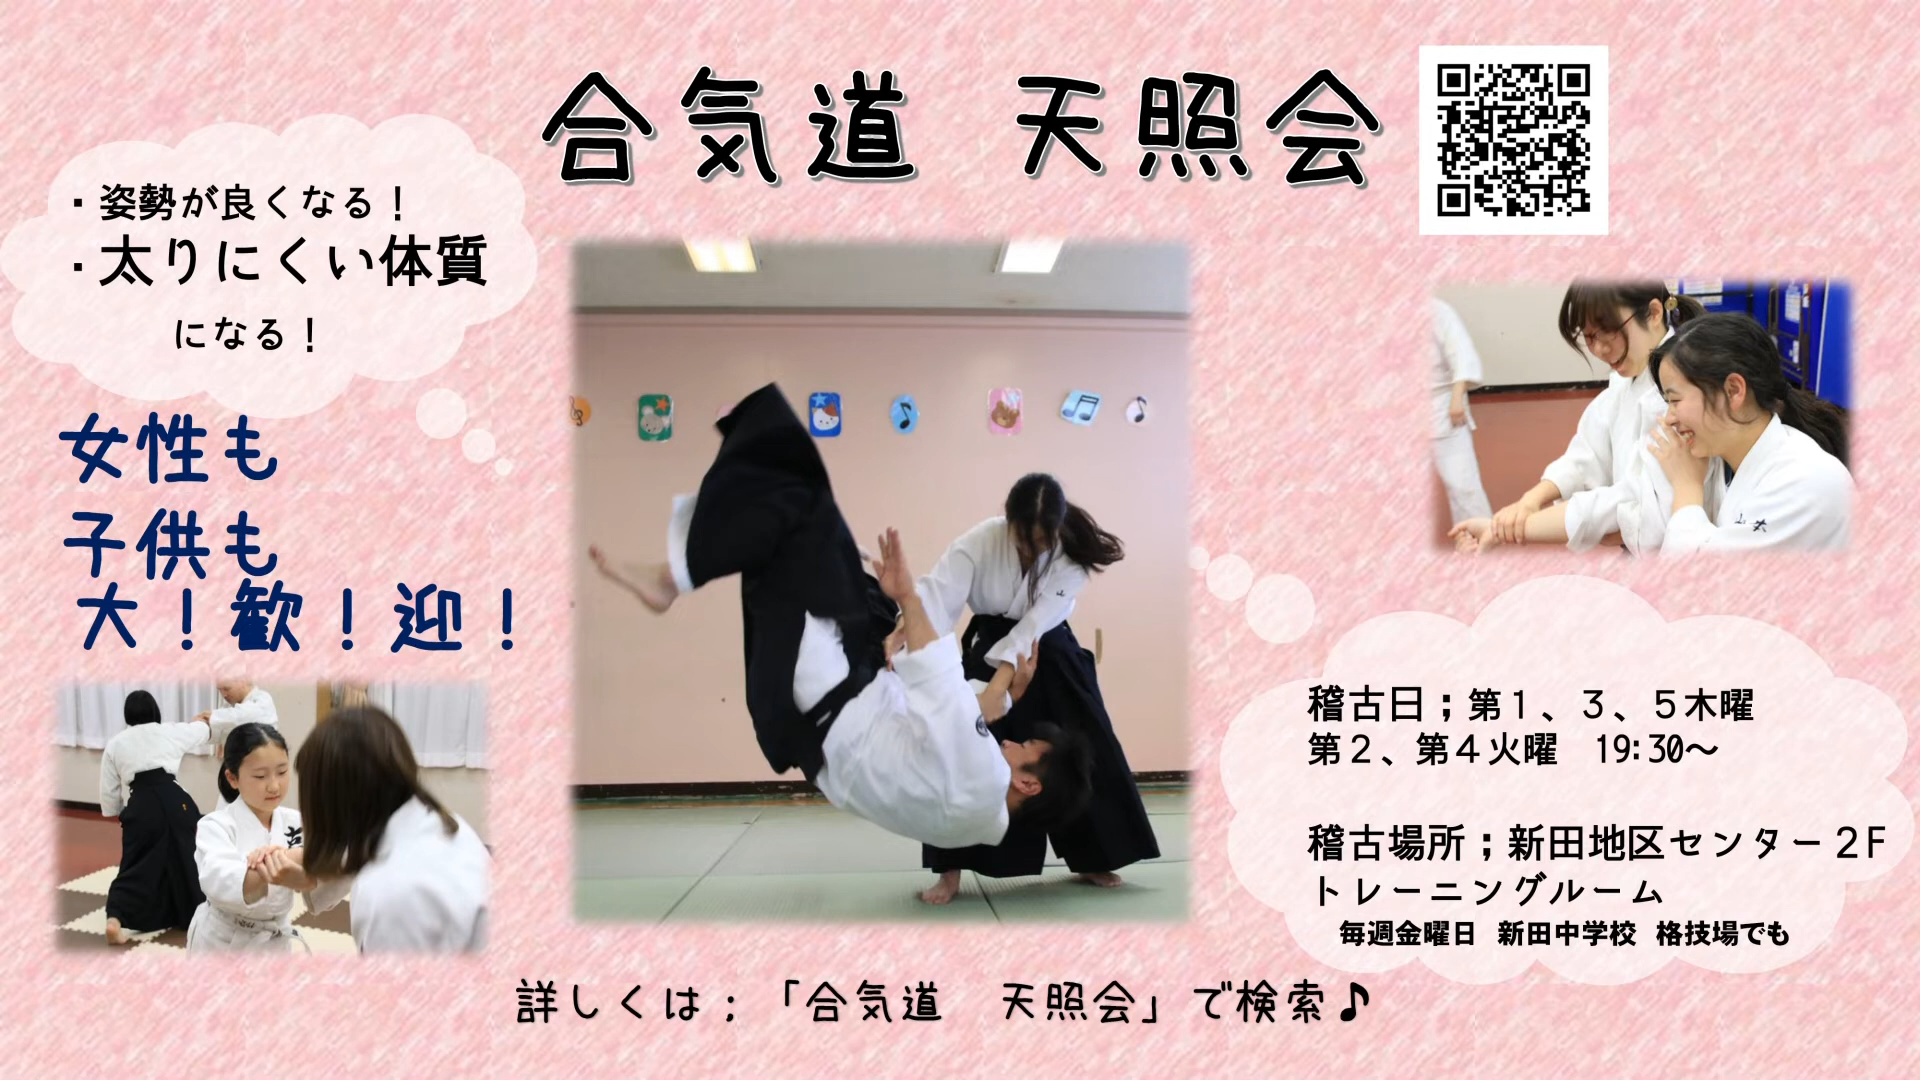 合気道　天照会
・姿勢が良くなる！
・太りにくい体質
になる！
女性も
子供も
大！歓！迎！
稽古日；第１、３、５木曜
第２、第４火曜　19:30～
稽古場所；新田地区センター２F
トレーニングルーム
毎週金曜日　新田中学校　格技場でも
詳しくは；「合気道　天照会」で検索♪